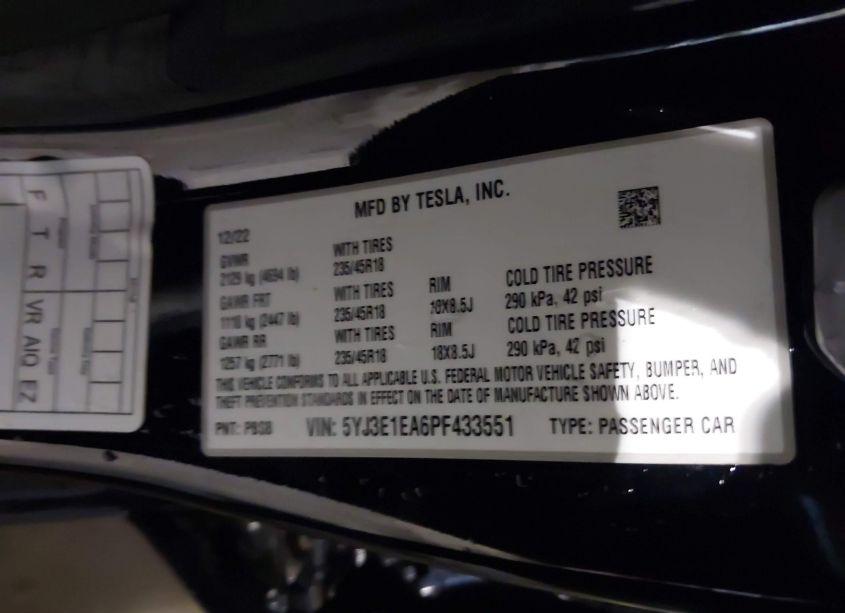 MFD BY TESLA, INC.
12/22
GVWR
2129 kg (4694 lb)
WITH TIRES
235/45R18
GAWR FRT
1110 kg (2447 lb)
WITH TIRES
235/45R18
RIM
18X8.5J
COLD TIRE PRESSURE
290 kPa, 42 psi
GAWR RR
1257 kg (2771 lb)
WITH TIRES
235/45R18
RIM
18X8.5J
COLD TIRE PRESSURE
290 kPa, 42 psi
THIS VEHICLE CONFORMS TO ALL APPLICABLE U.S. FEDERAL MOTOR VEHICLE SAFETY, BUMPER, AND
THEFT PREVENTION STANDARDS IN EFFECT ON THE DATE OF MANUFACTURE SHOWN ABOVE.
PNT: PBSB VIN: 5YJ3E1EA6PF433551 TYPE: PASSENGER CAR
F T R VR AIQ EZ